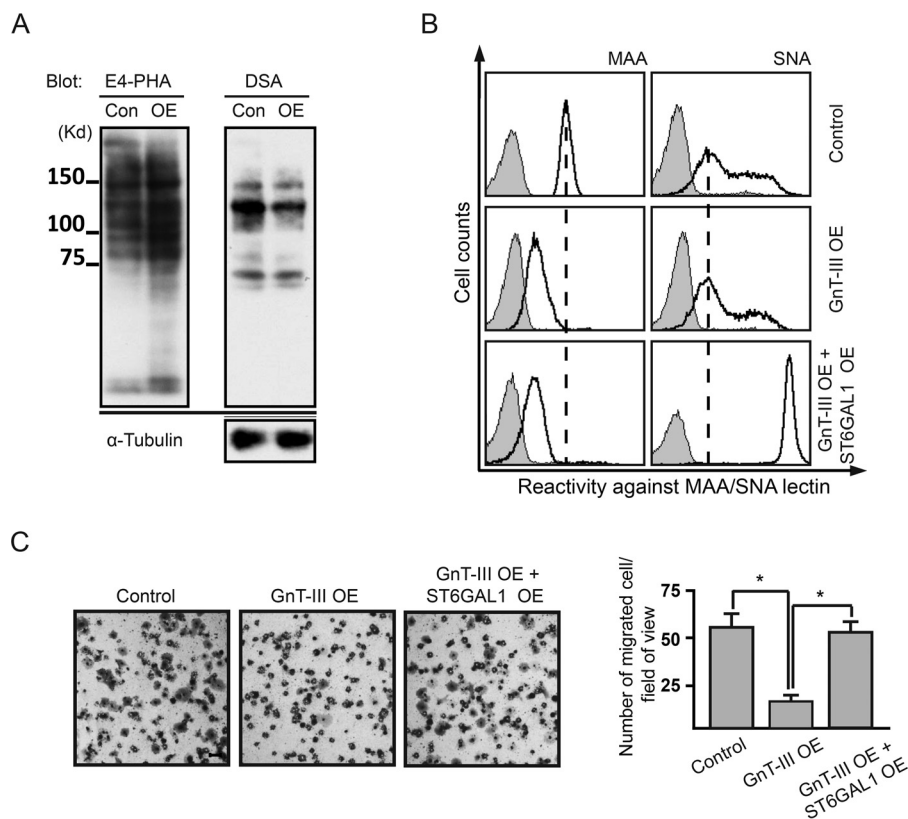 A
Blot: E4-PHA DSA
Con OE Con OE
(Kd)
150
100
75
α-Tubulin
B
MAA SNA
Control
GnT-III OE
GnT-III OE +
ST6GAL1 OE
Cell counts
Reactivity against MAA/SNA lectin
C
Control
GnT-III OE
GnT-III OE +
ST6GAL1 OE
Number of migrated cell/
field of view
75
50
25
* *
Control
GnT-III OE
GnT-III OE +
ST6GAL1 OE